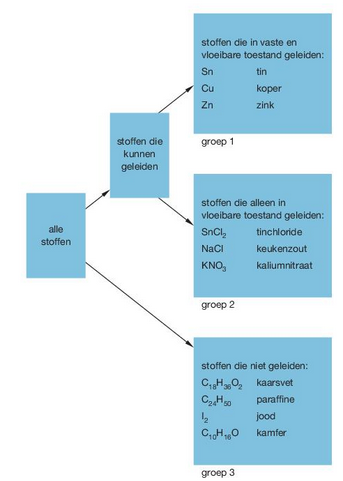 alle
stoffen
stoffen die
kunnen
geleiden
stoffen die in vaste en
vloeibare toestand geleiden:
Sn tin
Cu koper
Zn zink
groep 1
stoffen die alleen in
vloeibare toestand geleiden:
SnCl₂ tinchloride
NaCl keukenzout
KNO₃ kaliumnitraat
groep 2
stoffen die niet geleiden:
C₁₈H₃₆O₂ kaarsvet
C₂₄H₅₀ paraffine
I₂ jood
C₁₀H₁₆O kamfer
groep 3